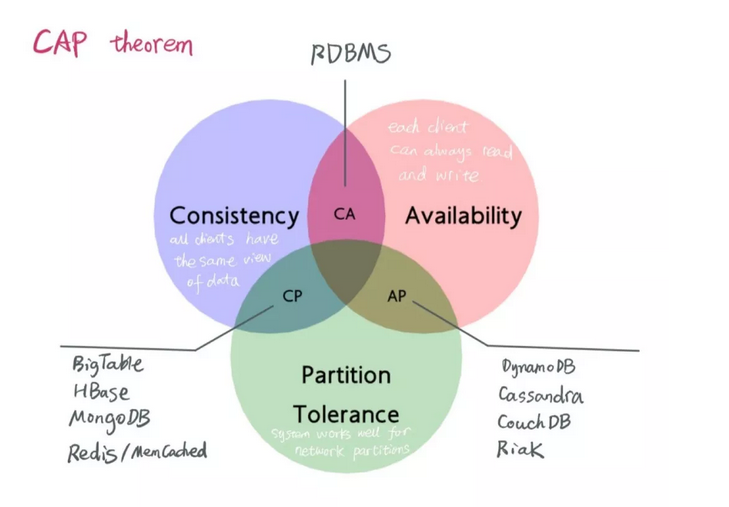 CAP theorem
RDBMS
each client
can always read
and write
Consistency
CA
Availability
all clients have
the same view
of data
CP
AP
BigTable
HBase
MongoDB
Redis/MemCached
Partition
Tolerance
system works well for
network partitions
DynamoDB
Cassandra
CouchDB
Riak